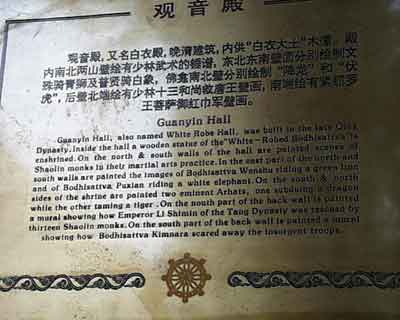 观音殿
观音殿，又名白衣殿，晚清建筑，内供"白衣大士"木像，殿
内南北两山壁绘有少林武术的锤谱，东北东南壁面分别绘制文
殊骑青狮及普贤骑白象，佛龛南北壁分别绘制"降龙"和"伏
虎"，后壁北端绘有少林十三和尚救唐王壁画，南端绘有紧那罗
王菩萨御红巾军壁画。
Guanyin Hall
Guanyin Hall, also named White Robe Hall, was built in the late Qing
Dynasty. Inside the hall a wooden statue of the "White-Robed Bodhisattva is
enshrined. On the north & south walls of the hall are painted scenes of
Shaolin monks in their martial arts practice. In the east part of the north and
south walls are painted the images of Bodhisattva Wenshu riding a green lion
and of Bodhisattva Puxian riding a white elephant. On the south & north
sides of the shrine are painted two eminent Arhats, one subduing a dragon
while the other taming a tiger. On the north part of the back wall is painted
a mural showing how Emperor Li Shimin of the Tang Dynasty was rescued by
thirteen Shaolin monks. On the south part of the back wall is painted a mural
showing how Bodhisattva Kimnara scared away the insurgent troops.